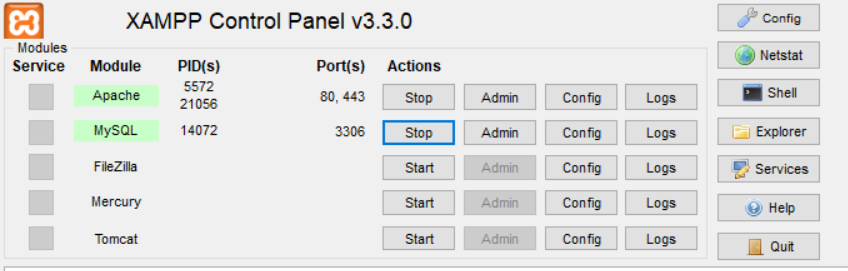 XAMPP Control Panel v3.3.0
Config
Modules
Service Module PID(s) Port(s) Actions
Netstat
Apache 5572 21056 80, 443 Stop Admin Config Logs
Shell
MySQL 14072 3306 Stop Admin Config Logs
Explorer
FileZilla Start Admin Config Logs
Services
Mercury Start Admin Config Logs
Help
Tomcat Start Admin Config Logs
Quit